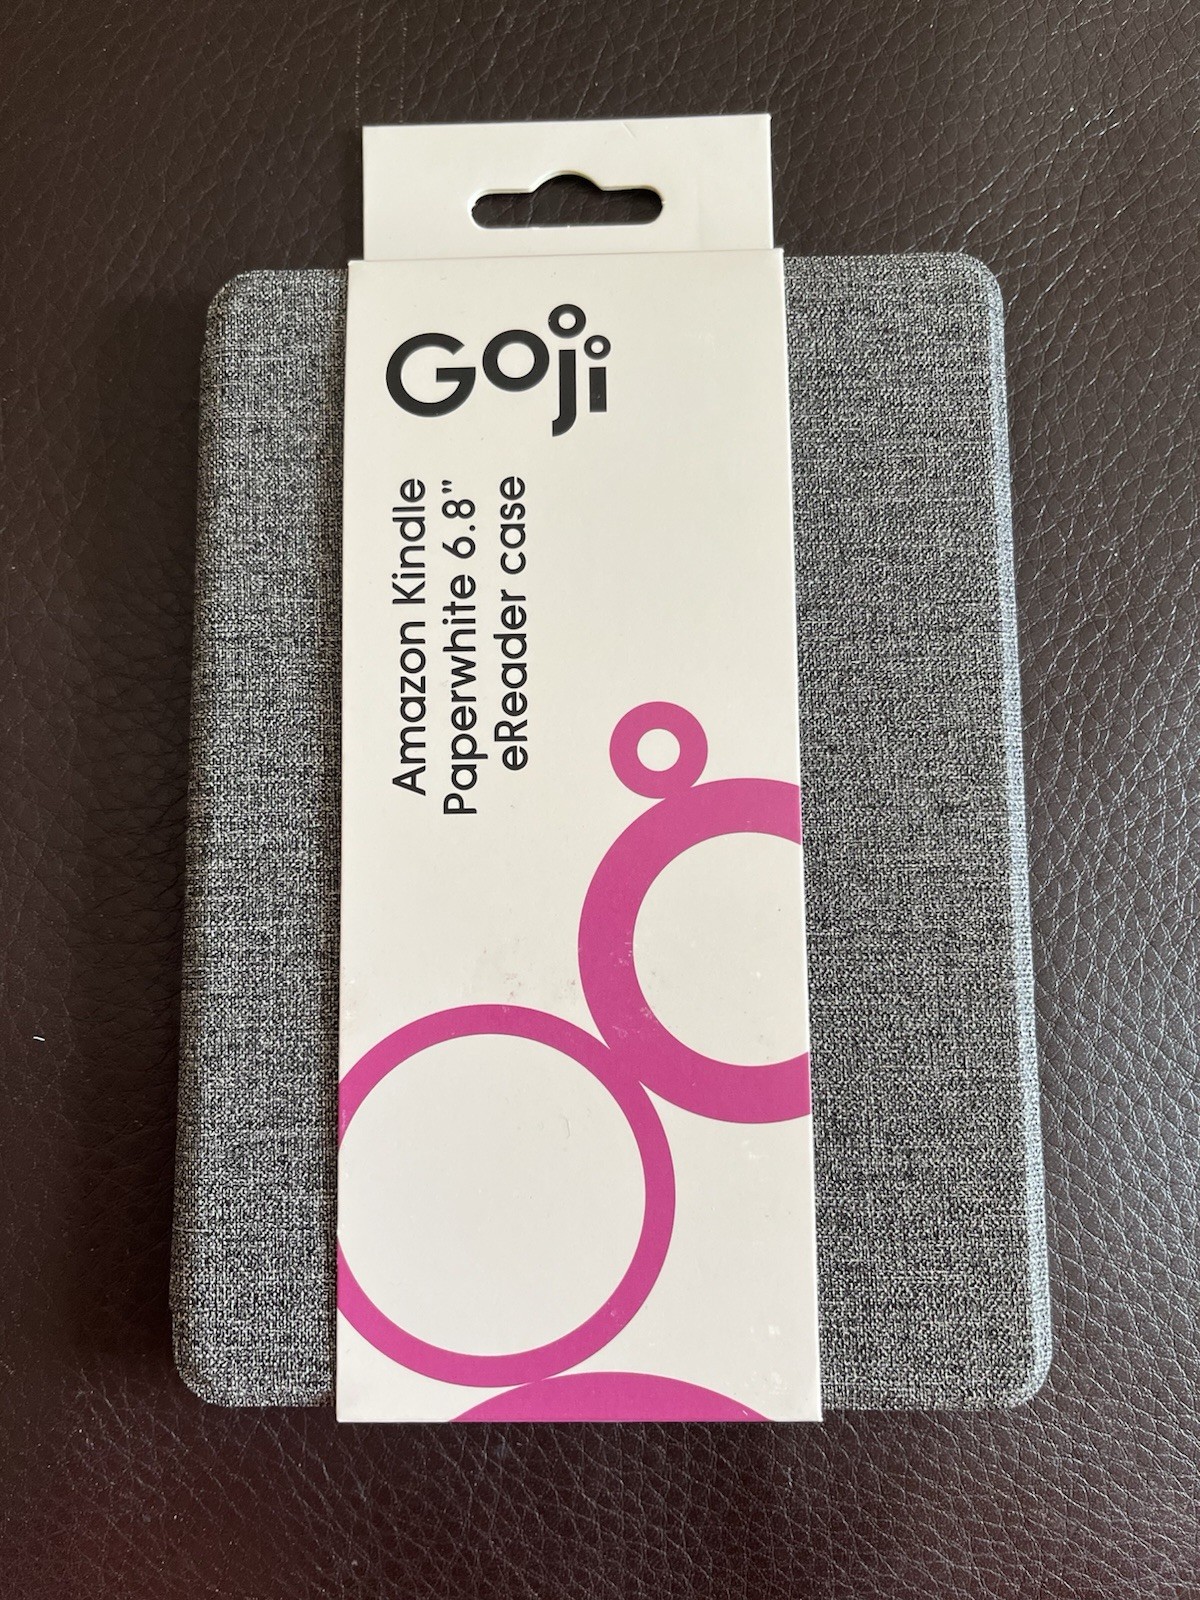 Goji
Amazon Kindle
Paperwhite 6.8"
eReader case